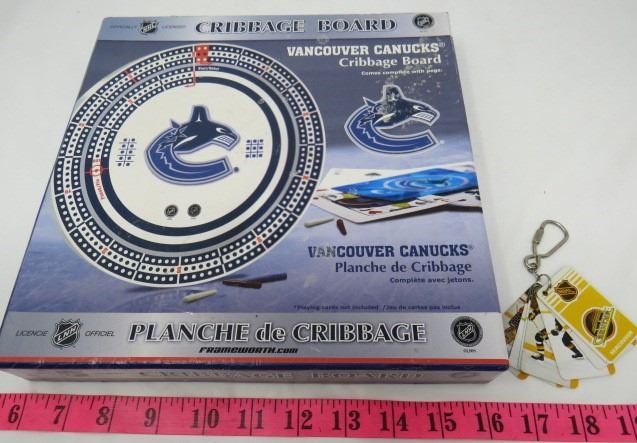 OFFICIALLY LICENSED
CRIBBAGE BOARD
VANCOUVER CANUCKS®
Cribbage Board
Comes complete with pegs.
VANCOUVER CANUCKS®
Planche de Cribbage
Complète avec jetons.
*Playing cards not included / Jeu de cartes pas inclus
LICENCIÉ OFFICIEL
PLANCHE de CRIBBAGE
FRAMEWORTH.COM
CRIBBAGE BOARD
6 7 8 9 10 11 12 13 14 15 16 17 18